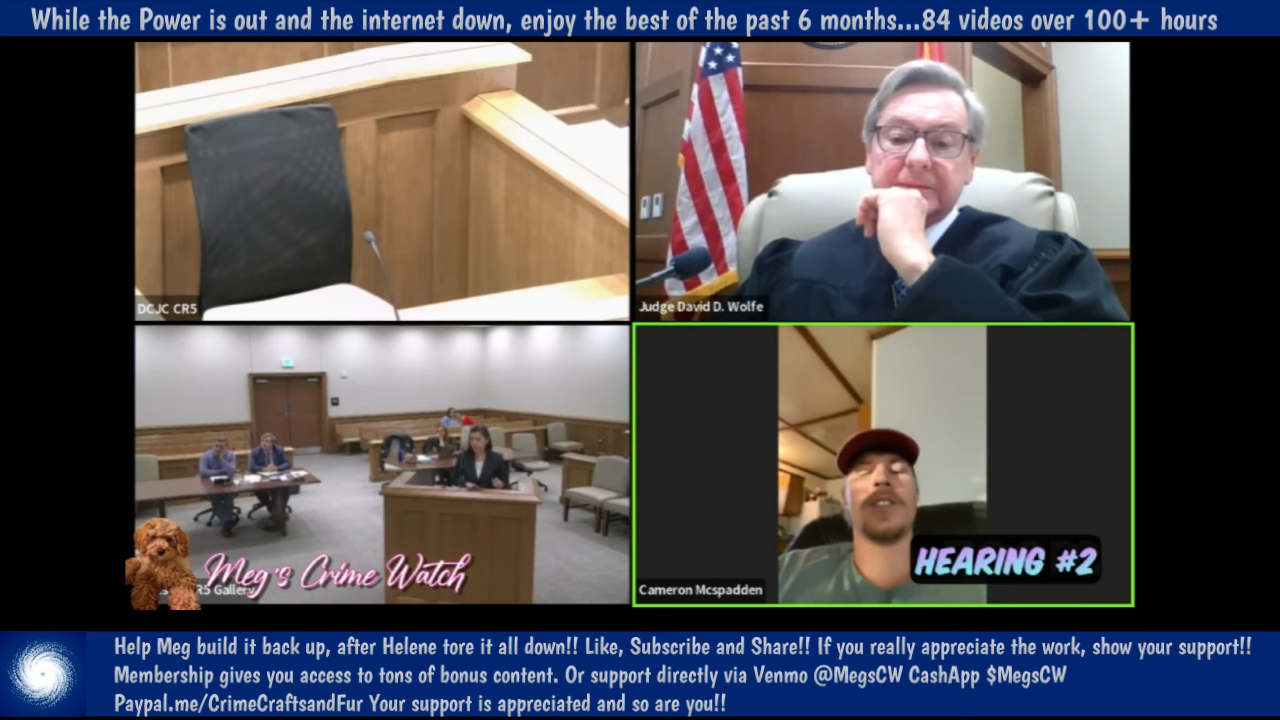 While the Power is out and the internet down, enjoy the best of the past 6 months...84 videos over 100+ hours
DCJC CR5
Judge David D. Wolfe
Meg's Crime Watch
R5 Gallery
Cameron Mcspadden
HEARING #2
Help Meg build it back up, after Helene tore it all down!! Like, Subscribe and Share!! If you really appreciate the work, show your support!!
Membership gives you access to tons of bonus content. Or support directly via Venmo @MegsCW CashApp $MegsCW
Paypal.me/CrimeCraftsandFur Your support is appreciated and so are you!!